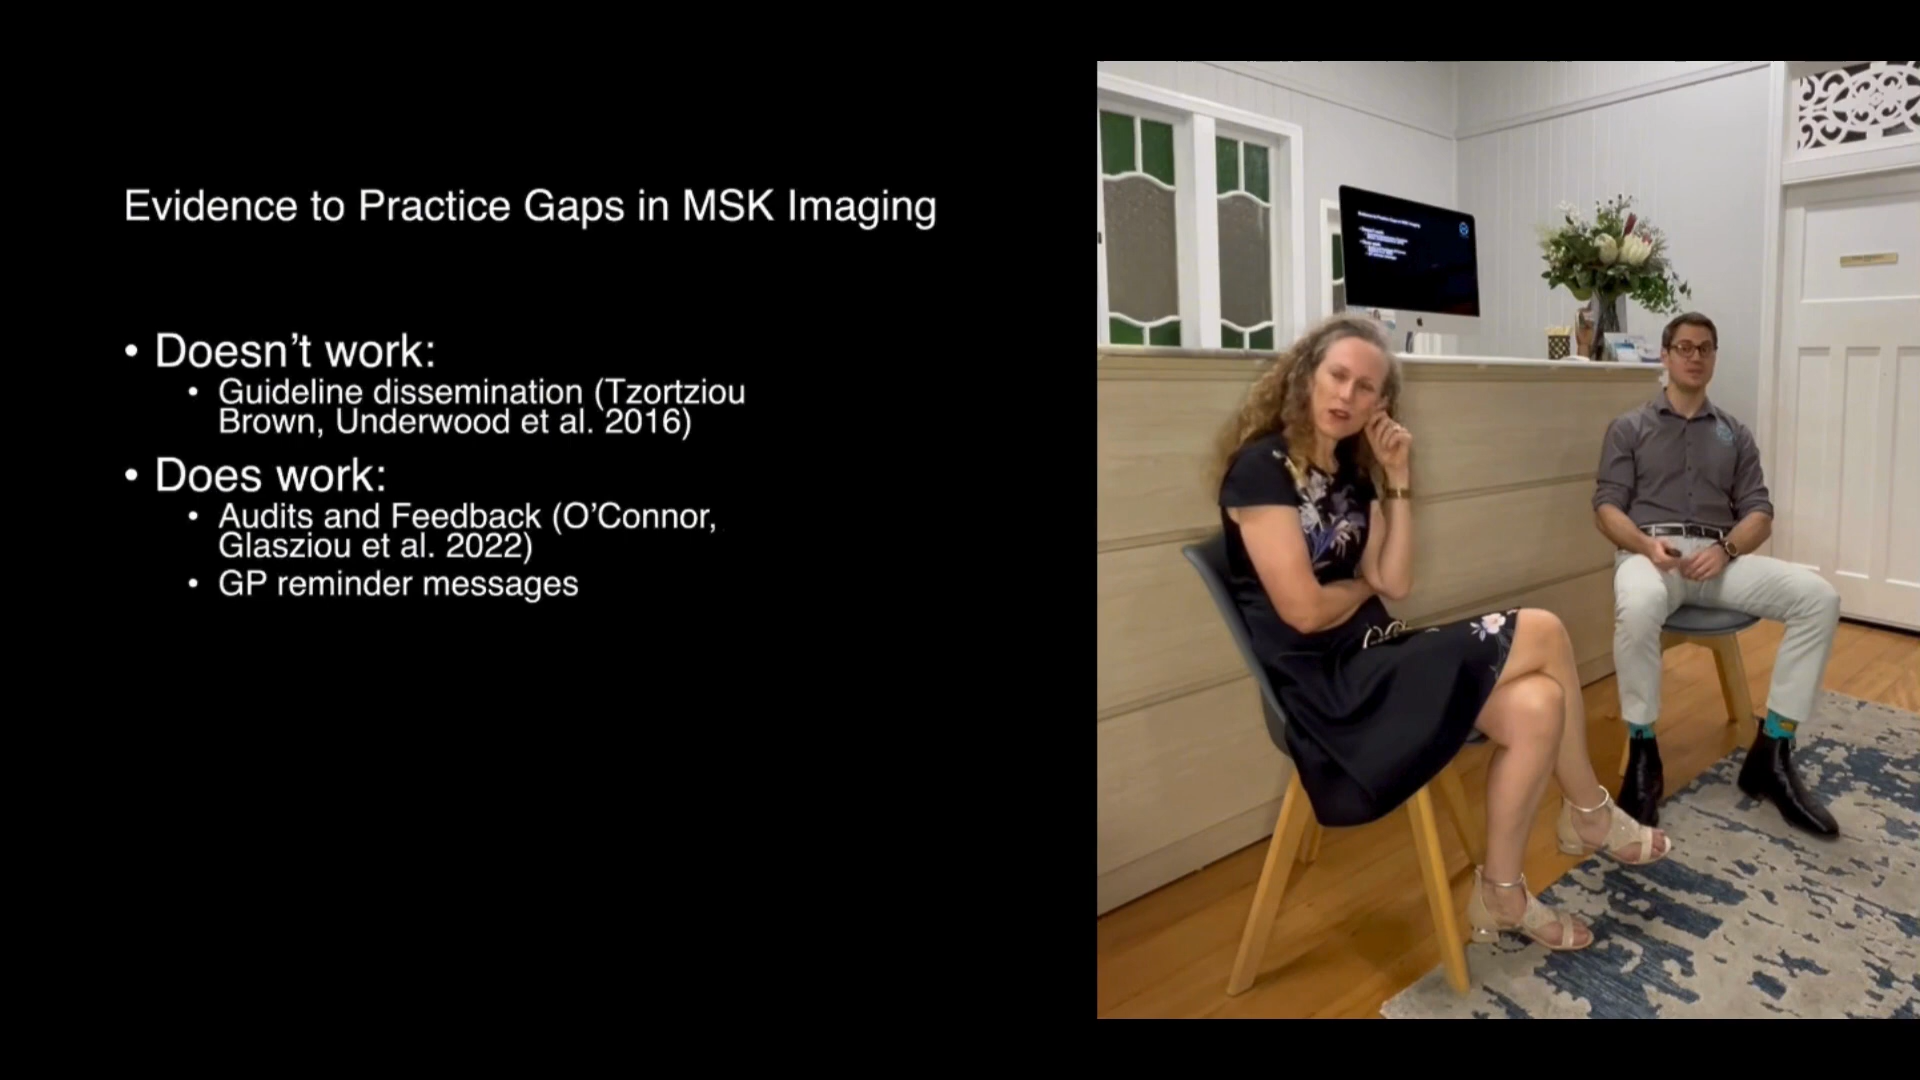 Evidence to Practice Gaps in MSK Imaging
• Doesn't work:
• Guideline dissemination (Tzortziou
Brown, Underwood et al. 2016)
• Does work:
• Audits and Feedback (O'Connor,
Glasziou et al. 2022)
• GP reminder messages